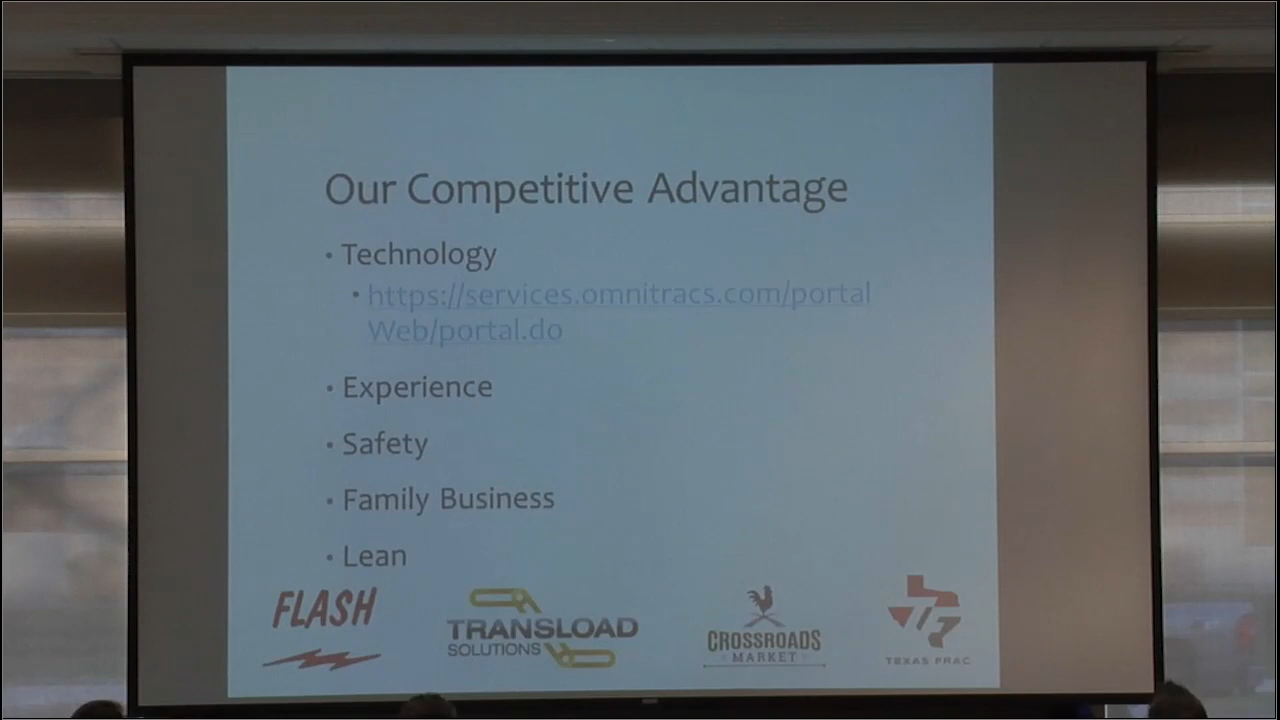 Our Competitive Advantage
• Technology
• https://services.omnitracs.com/portal
Web/portal.do
• Experience
• Safety
• Family Business
• Lean
FLASH
TRANSLOAD
SOLUTIONS
CROSSROADS
MARKET
TEXAS FRAC